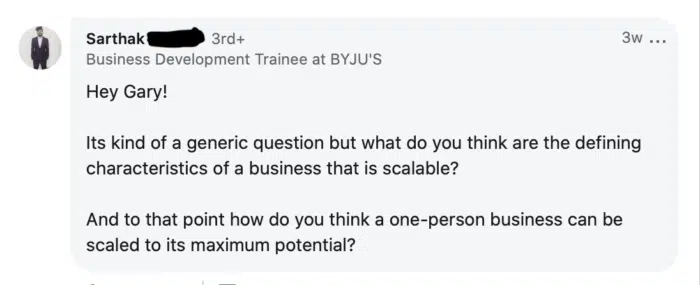 Sarthak 3rd+ 3w ...
Business Development Trainee at BYJU'S
Hey Gary!
Its kind of a generic question but what do you think are the defining
characteristics of a business that is scalable?
And to that point how do you think a one-person business can be
scaled to its maximum potential?